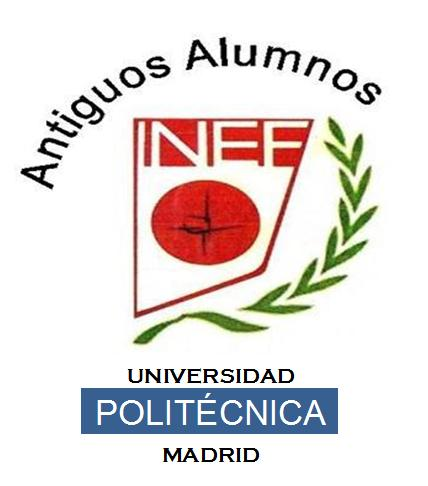 Antiguos Alumnos
INEF
UNIVERSIDAD
POLITÉCNICA
MADRID